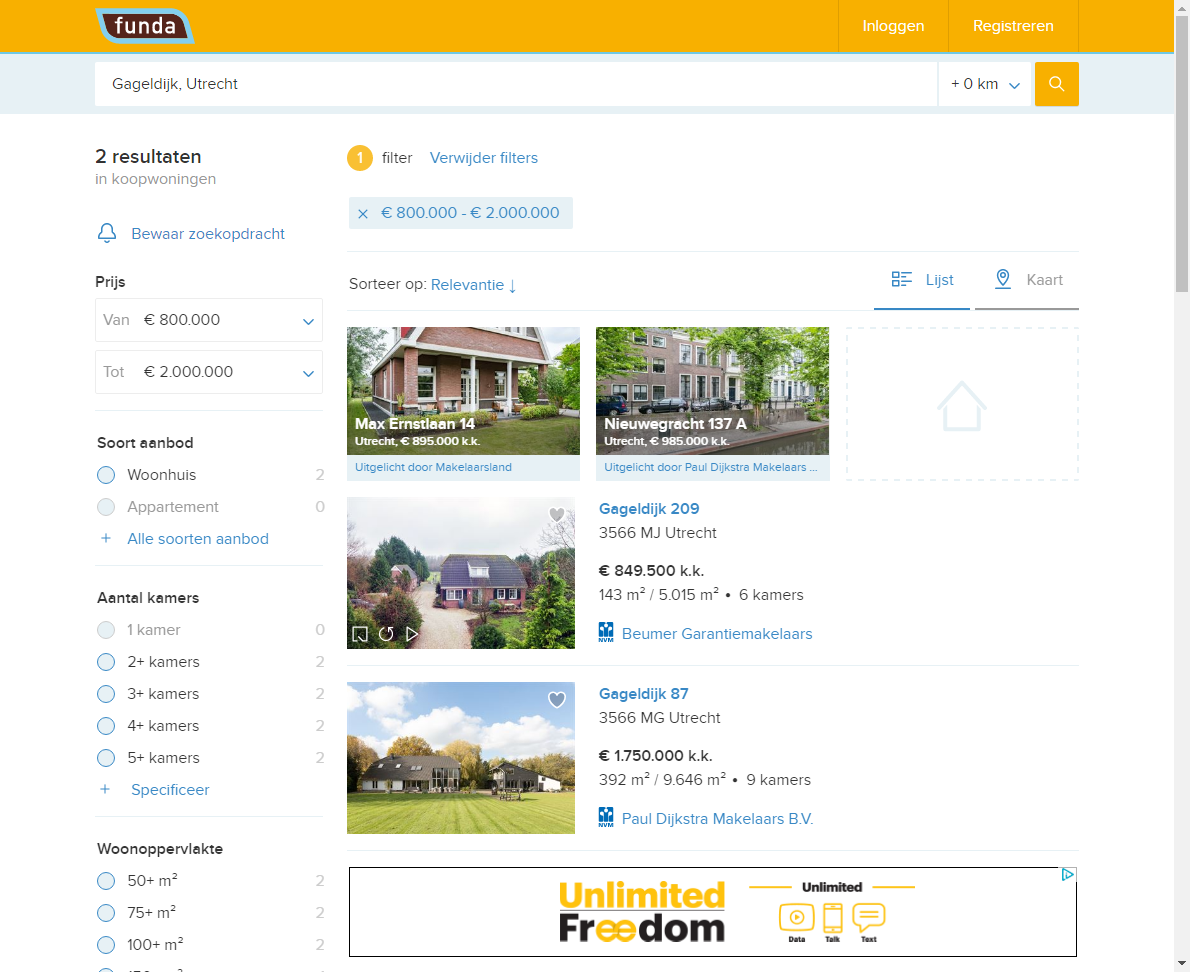 funda
Inloggen
Registreren
Gageldijk, Utrecht
+ 0 km
2 resultaten
in koopwoningen
Bewaar zoekopdracht
Prijs
Van € 800.000
Tot € 2.000.000
Soort aanbod
Woonhuis 2
Appartement 0
+ Alle soorten aanbod
Aantal kamers
1 kamer 0
2+ kamers 2
3+ kamers 2
4+ kamers 2
5+ kamers 2
+ Specificeer
Woonoppervlakte
50+ m² 2
75+ m² 2
100+ m² 2
1 filter Verwijder filters
× € 800.000 - € 2.000.000
Sorteer op: Relevantie ↓
Lijst
Kaart
Max Ernstlaan 14
Utrecht, € 895.000 k.k.
Uitgelicht door Makelaarsland
Nieuwegracht 137 A
Utrecht, € 985.000 k.k.
Uitgelicht door Paul Dijkstra Makelaars ...
Gageldijk 209
3566 MJ Utrecht
€ 849.500 k.k.
143 m² / 5.015 m² • 6 kamers
NVM Beumer Garantiemakelaars
Gageldijk 87
3566 MG Utrecht
€ 1.750.000 k.k.
392 m² / 9.646 m² • 9 kamers
NVM Paul Dijkstra Makelaars B.V.
Unlimited
Freedom
Unlimited
Data Talk Text